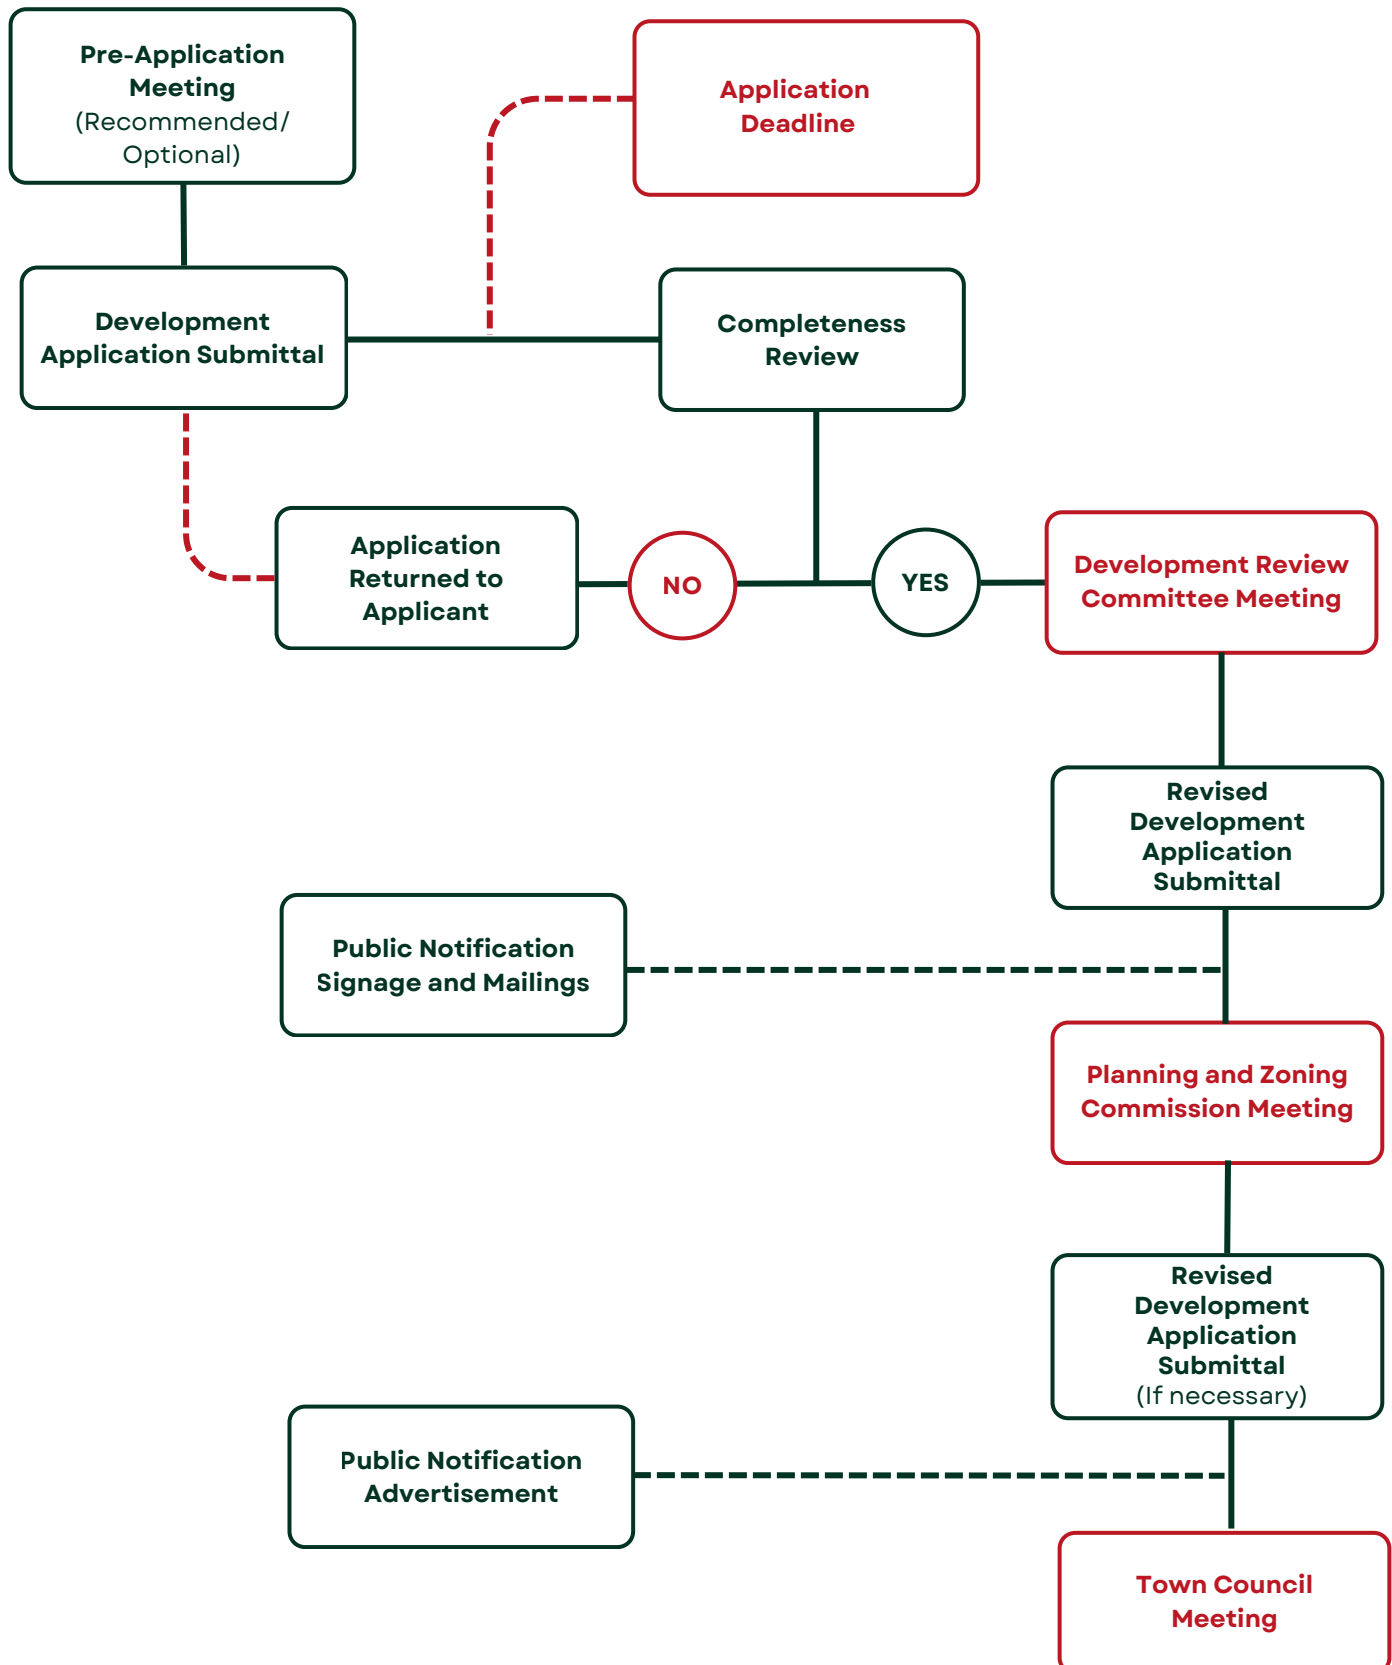 Pre-Application
Meeting
(Recommended/
Optional)
Application
Deadline
Development
Application Submittal
Completeness
Review
Application
Returned to
Applicant
NO
YES
Development Review
Committee Meeting
Revised
Development
Application
Submittal
Public Notification
Signage and Mailings
Planning and Zoning
Commission Meeting
Revised
Development
Application
Submittal
(If necessary)
Public Notification
Advertisement
Town Council
Meeting